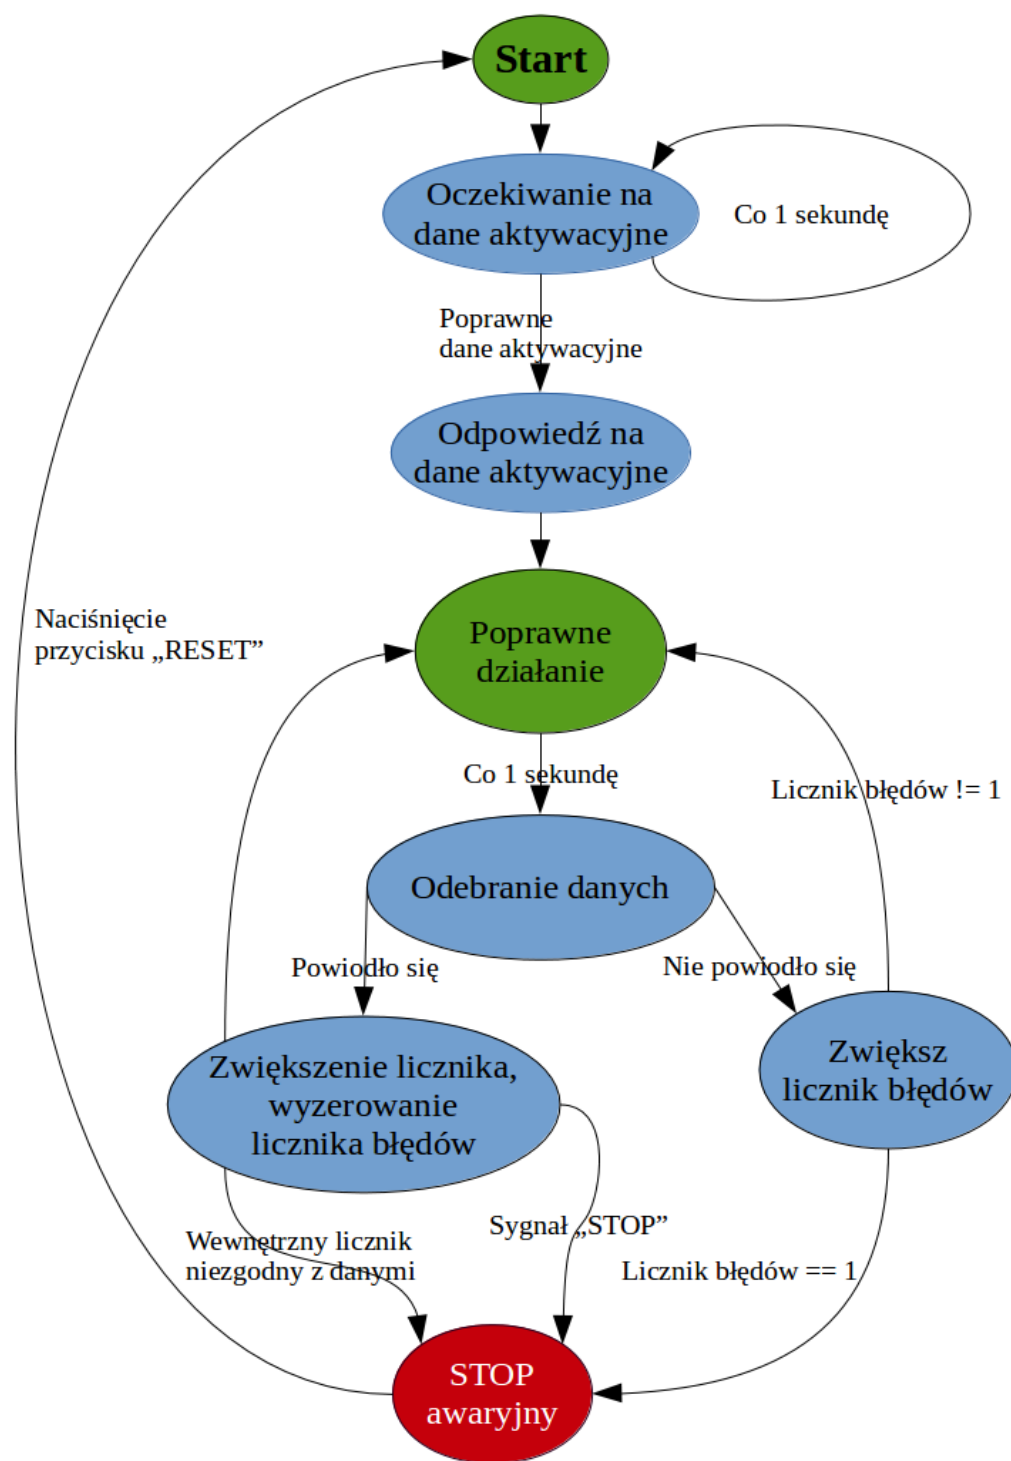 Start
Oczekiwanie na
dane aktywacyjne
Co 1 sekundę
Poprawne
dane aktywacyjne
Odpowiedź na
dane aktywacyjne
Naciśnięcie
przycisku „RESET”
Poprawne
działanie
Co 1 sekundę
Licznik błędów != 1
Odebranie danych
Powiodło się
Nie powiodło się
Zwiększenie licznika,
wyzerowanie
licznika błędów
Zwiększ
licznik błędów
Wewnętrzny licznik
niezgodny z danymi
Sygnał „STOP”
Licznik błędów == 1
STOP
awaryjny